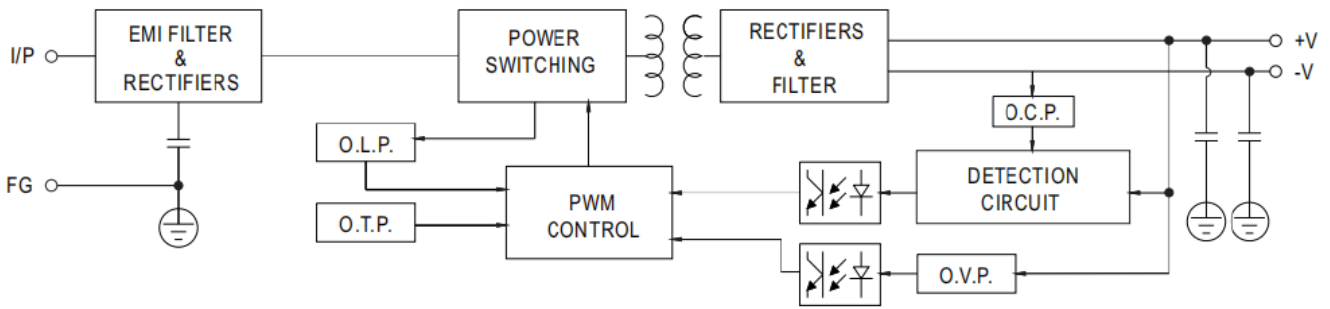 I/P
EMI FILTER
&
RECTIFIERS
POWER
SWITCHING
RECTIFIERS
&
FILTER
+V
-V
O.C.P.
O.L.P.
FG
O.T.P.
PWM
CONTROL
DETECTION
CIRCUIT
O.V.P.